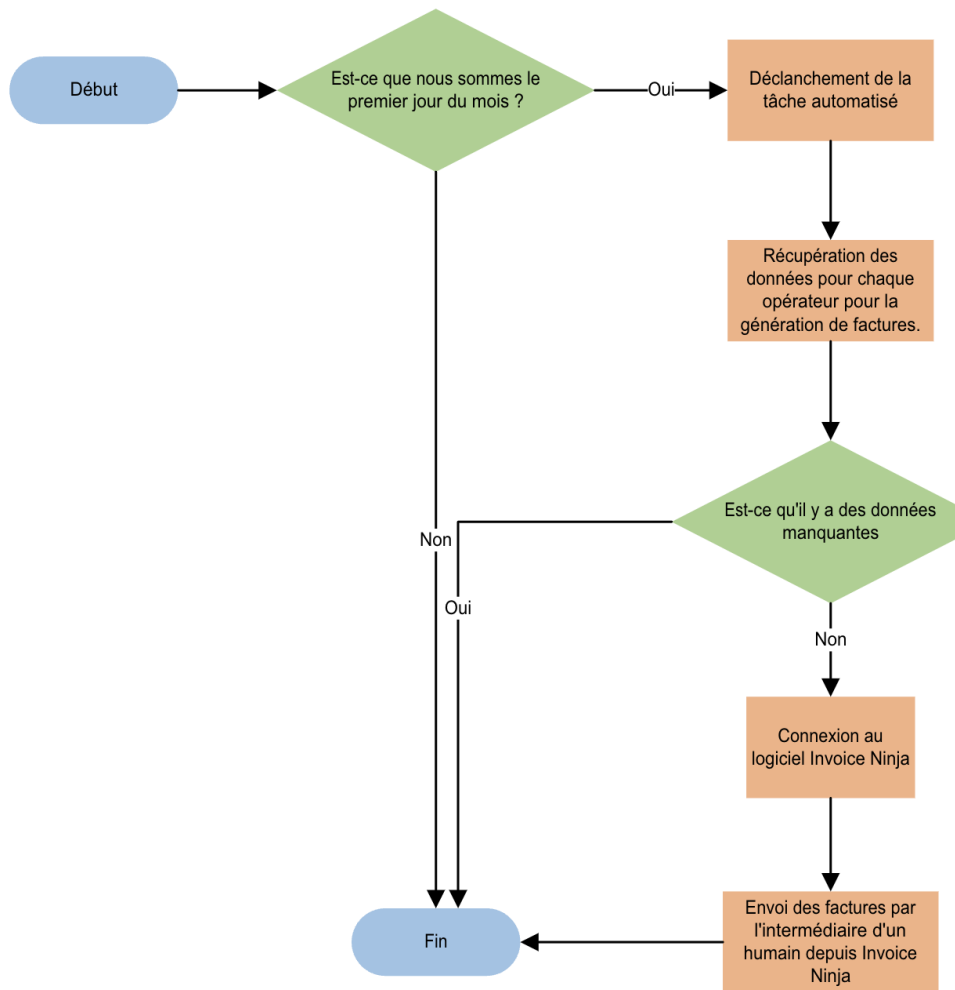 Début
Est-ce que nous sommes le
premier jour du mois ?
Oui
Déclanchement de la
tâche automatisé
Récupération des
données pour chaque
opérateur pour la
génération de factures.
Est-ce qu'il y a des données
manquantes
Non
Oui
Non
Connexion au
logiciel Invoice Ninja
Envoi des factures par
l'intermédiaire d'un
humain depuis Invoice
Ninja
Fin